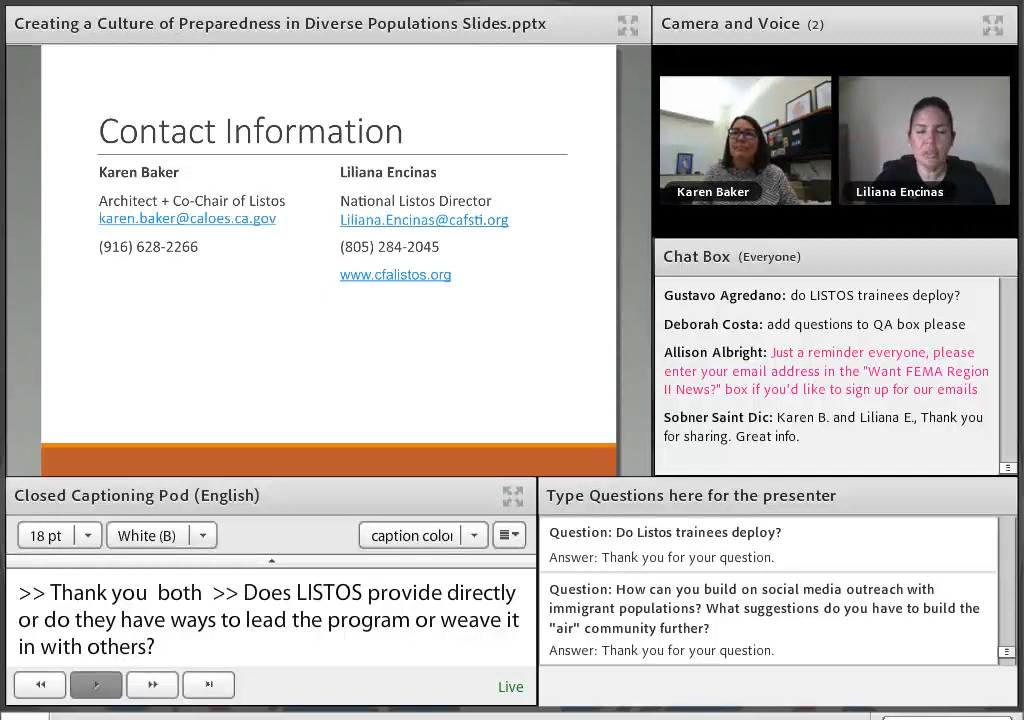 Creating a Culture of Preparedness in Diverse Populations Slides.pptx
Contact Information
Karen Baker
Architect + Co-Chair of Listos
karen.baker@caloes.ca.gov
(916) 628-2266
Liliana Encinas
National Listos Director
Liliana.Encinas@cafsti.org
(805) 284-2045
www.cfalistos.org
Camera and Voice (2)
Karen Baker
Liliana Encinas
Chat Box (Everyone)
Gustavo Agredano: do LISTOS trainees deploy?
Deborah Costa: add questions to QA box please
Allison Albright: Just a reminder everyone, please
enter your email address in the "Want FEMA Region
II News?" box if you'd like to sign up for our emails
Sobner Saint Dic: Karen B. and Liliana E., Thank you
for sharing. Great info.
Closed Captioning Pod (English)
18 pt
White (B)
caption color
>> Thank you both >> Does LISTOS provide directly
or do they have ways to lead the program or weave it
in with others?
Live
Type Questions here for the presenter
Question: Do Listos trainees deploy?
Answer: Thank you for your question.
Question: How can you build on social media outreach with
immigrant populations? What suggestions do you have to build the
"air" community further?
Answer: Thank you for your question.